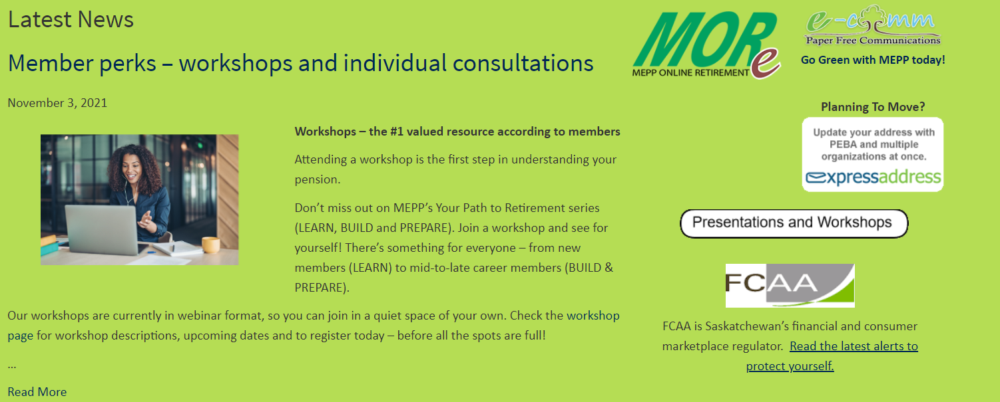 Latest News
Member perks – workshops and individual consultations
November 3, 2021
Workshops – the #1 valued resource according to members
Attending a workshop is the first step in understanding your
pension.
Don’t miss out on MEPP’s Your Path to Retirement series
(LEARN, BUILD and PREPARE). Join a workshop and see for
yourself! There’s something for everyone – from new
members (LEARN) to mid-to-late career members (BUILD &
PREPARE).
Our workshops are currently in webinar format, so you can join in a quiet space of your own. Check the workshop
page for workshop descriptions, upcoming dates and to register today – before all the spots are full!
...
Read More
MORe
MEPP ONLINE RETIREMENT
e-comm
Paper Free Communications
Go Green with MEPP today!
Planning To Move?
Update your address with
PEBA and multiple
organizations at once.
expressaddress
Presentations and Workshops
FCAA
FCAA is Saskatchewan’s financial and consumer
marketplace regulator. Read the latest alerts to
protect yourself.